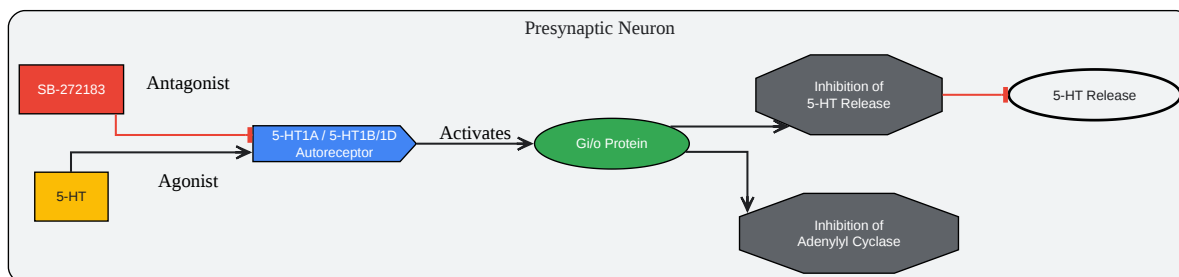 Presynaptic Neuron
SB-272183
Antagonist
Inhibition of
5-HT Release
5-HT Release
5-HT1A / 5-HT1B/1D
Autoreceptor
Activates
Gi/o Protein
5-HT
Agonist
Inhibition of
Adenylyl Cyclase